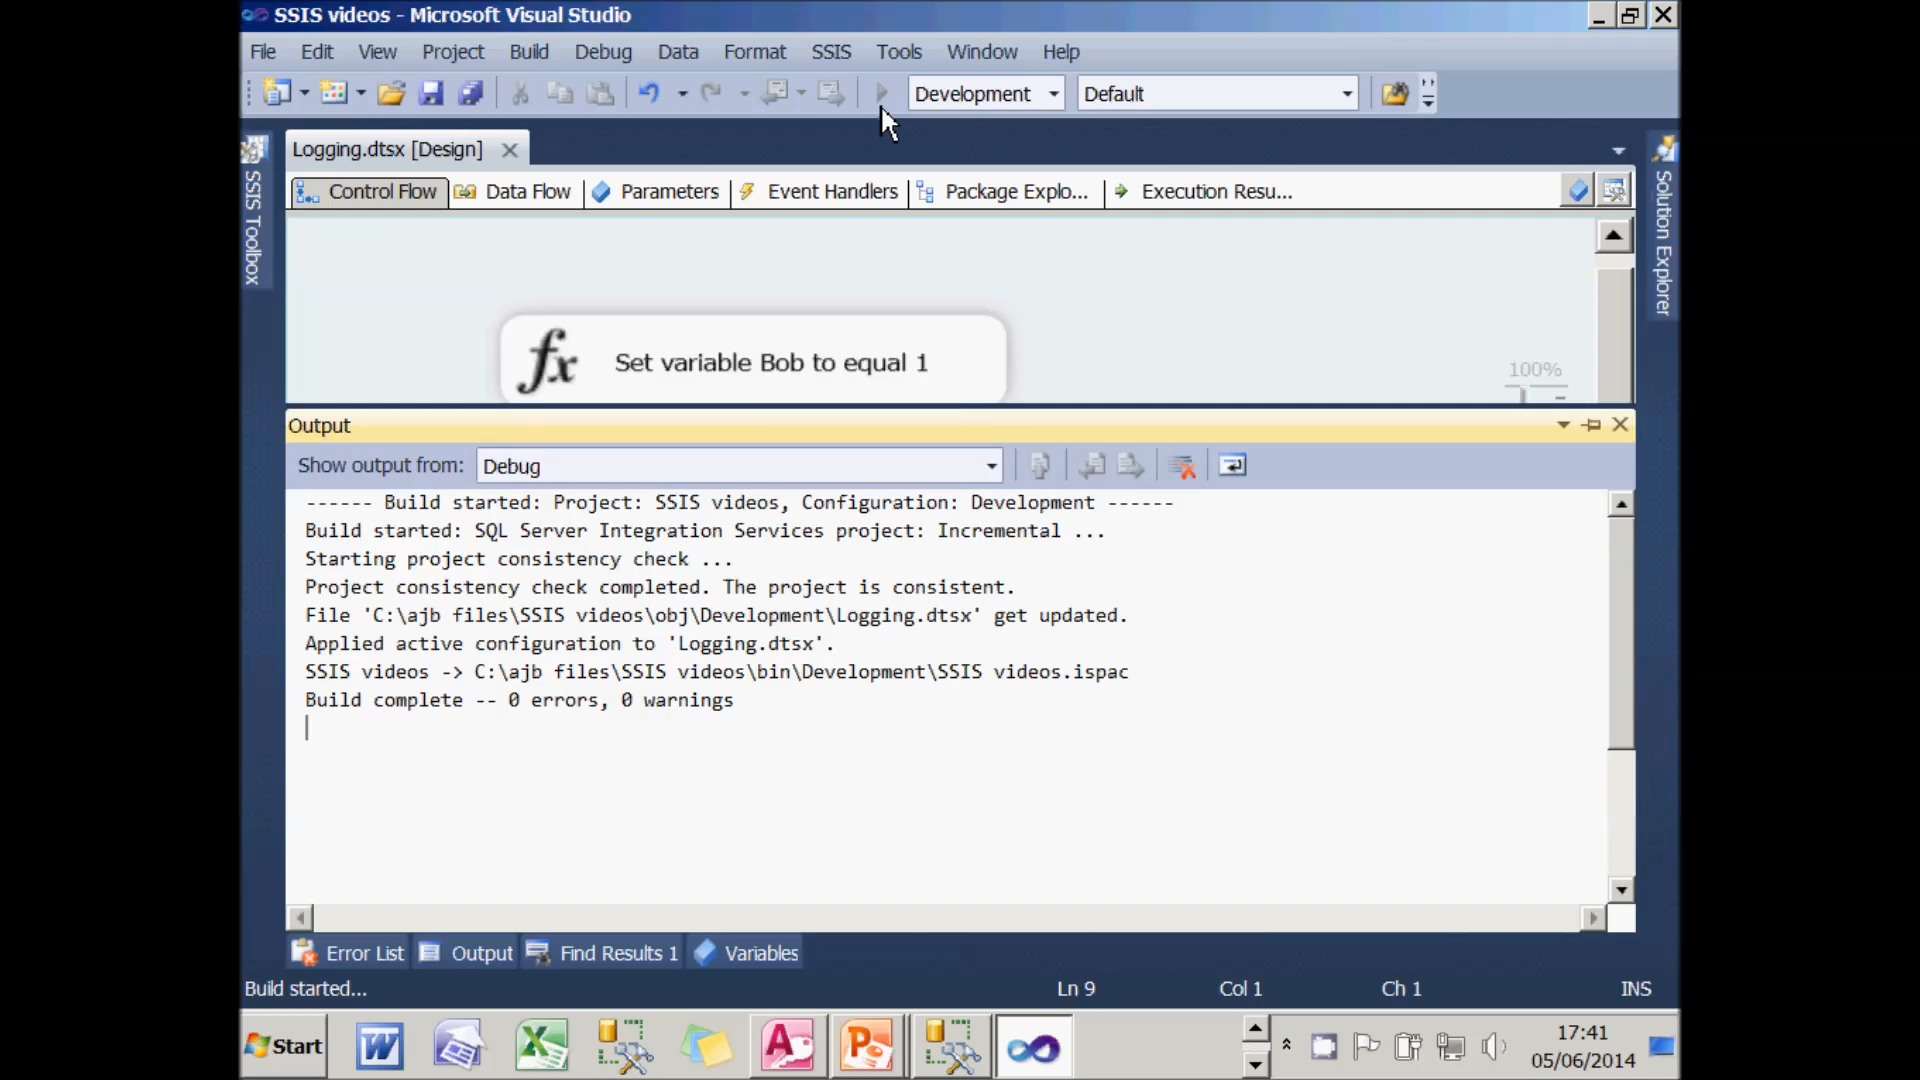 SSIS videos - Microsoft Visual Studio
File Edit View Project Build Debug Data Format SSIS Tools Window Help
Development Default
Logging.dtsx [Design]
Control Flow Data Flow Parameters Event Handlers Package Explo... Execution Resu...
SSIS Toolbox
Solution Explorer
fx Set variable Bob to equal 1
100%
Output
Show output from: Debug
------ Build started: Project: SSIS videos, Configuration: Development ------
Build started: SQL Server Integration Services project: Incremental ...
Starting project consistency check ...
Project consistency check completed. The project is consistent.
File 'C:\ajb files\SSIS videos\obj\Development\Logging.dtsx' get updated.
Applied active configuration to 'Logging.dtsx'.
SSIS videos -> C:\ajb files\SSIS videos\bin\Development\SSIS videos.ispac
Build complete -- 0 errors, 0 warnings
Error List Output Find Results 1 Variables
Build started... Ln 9 Col 1 Ch 1 INS
Start
17:41
05/06/2014